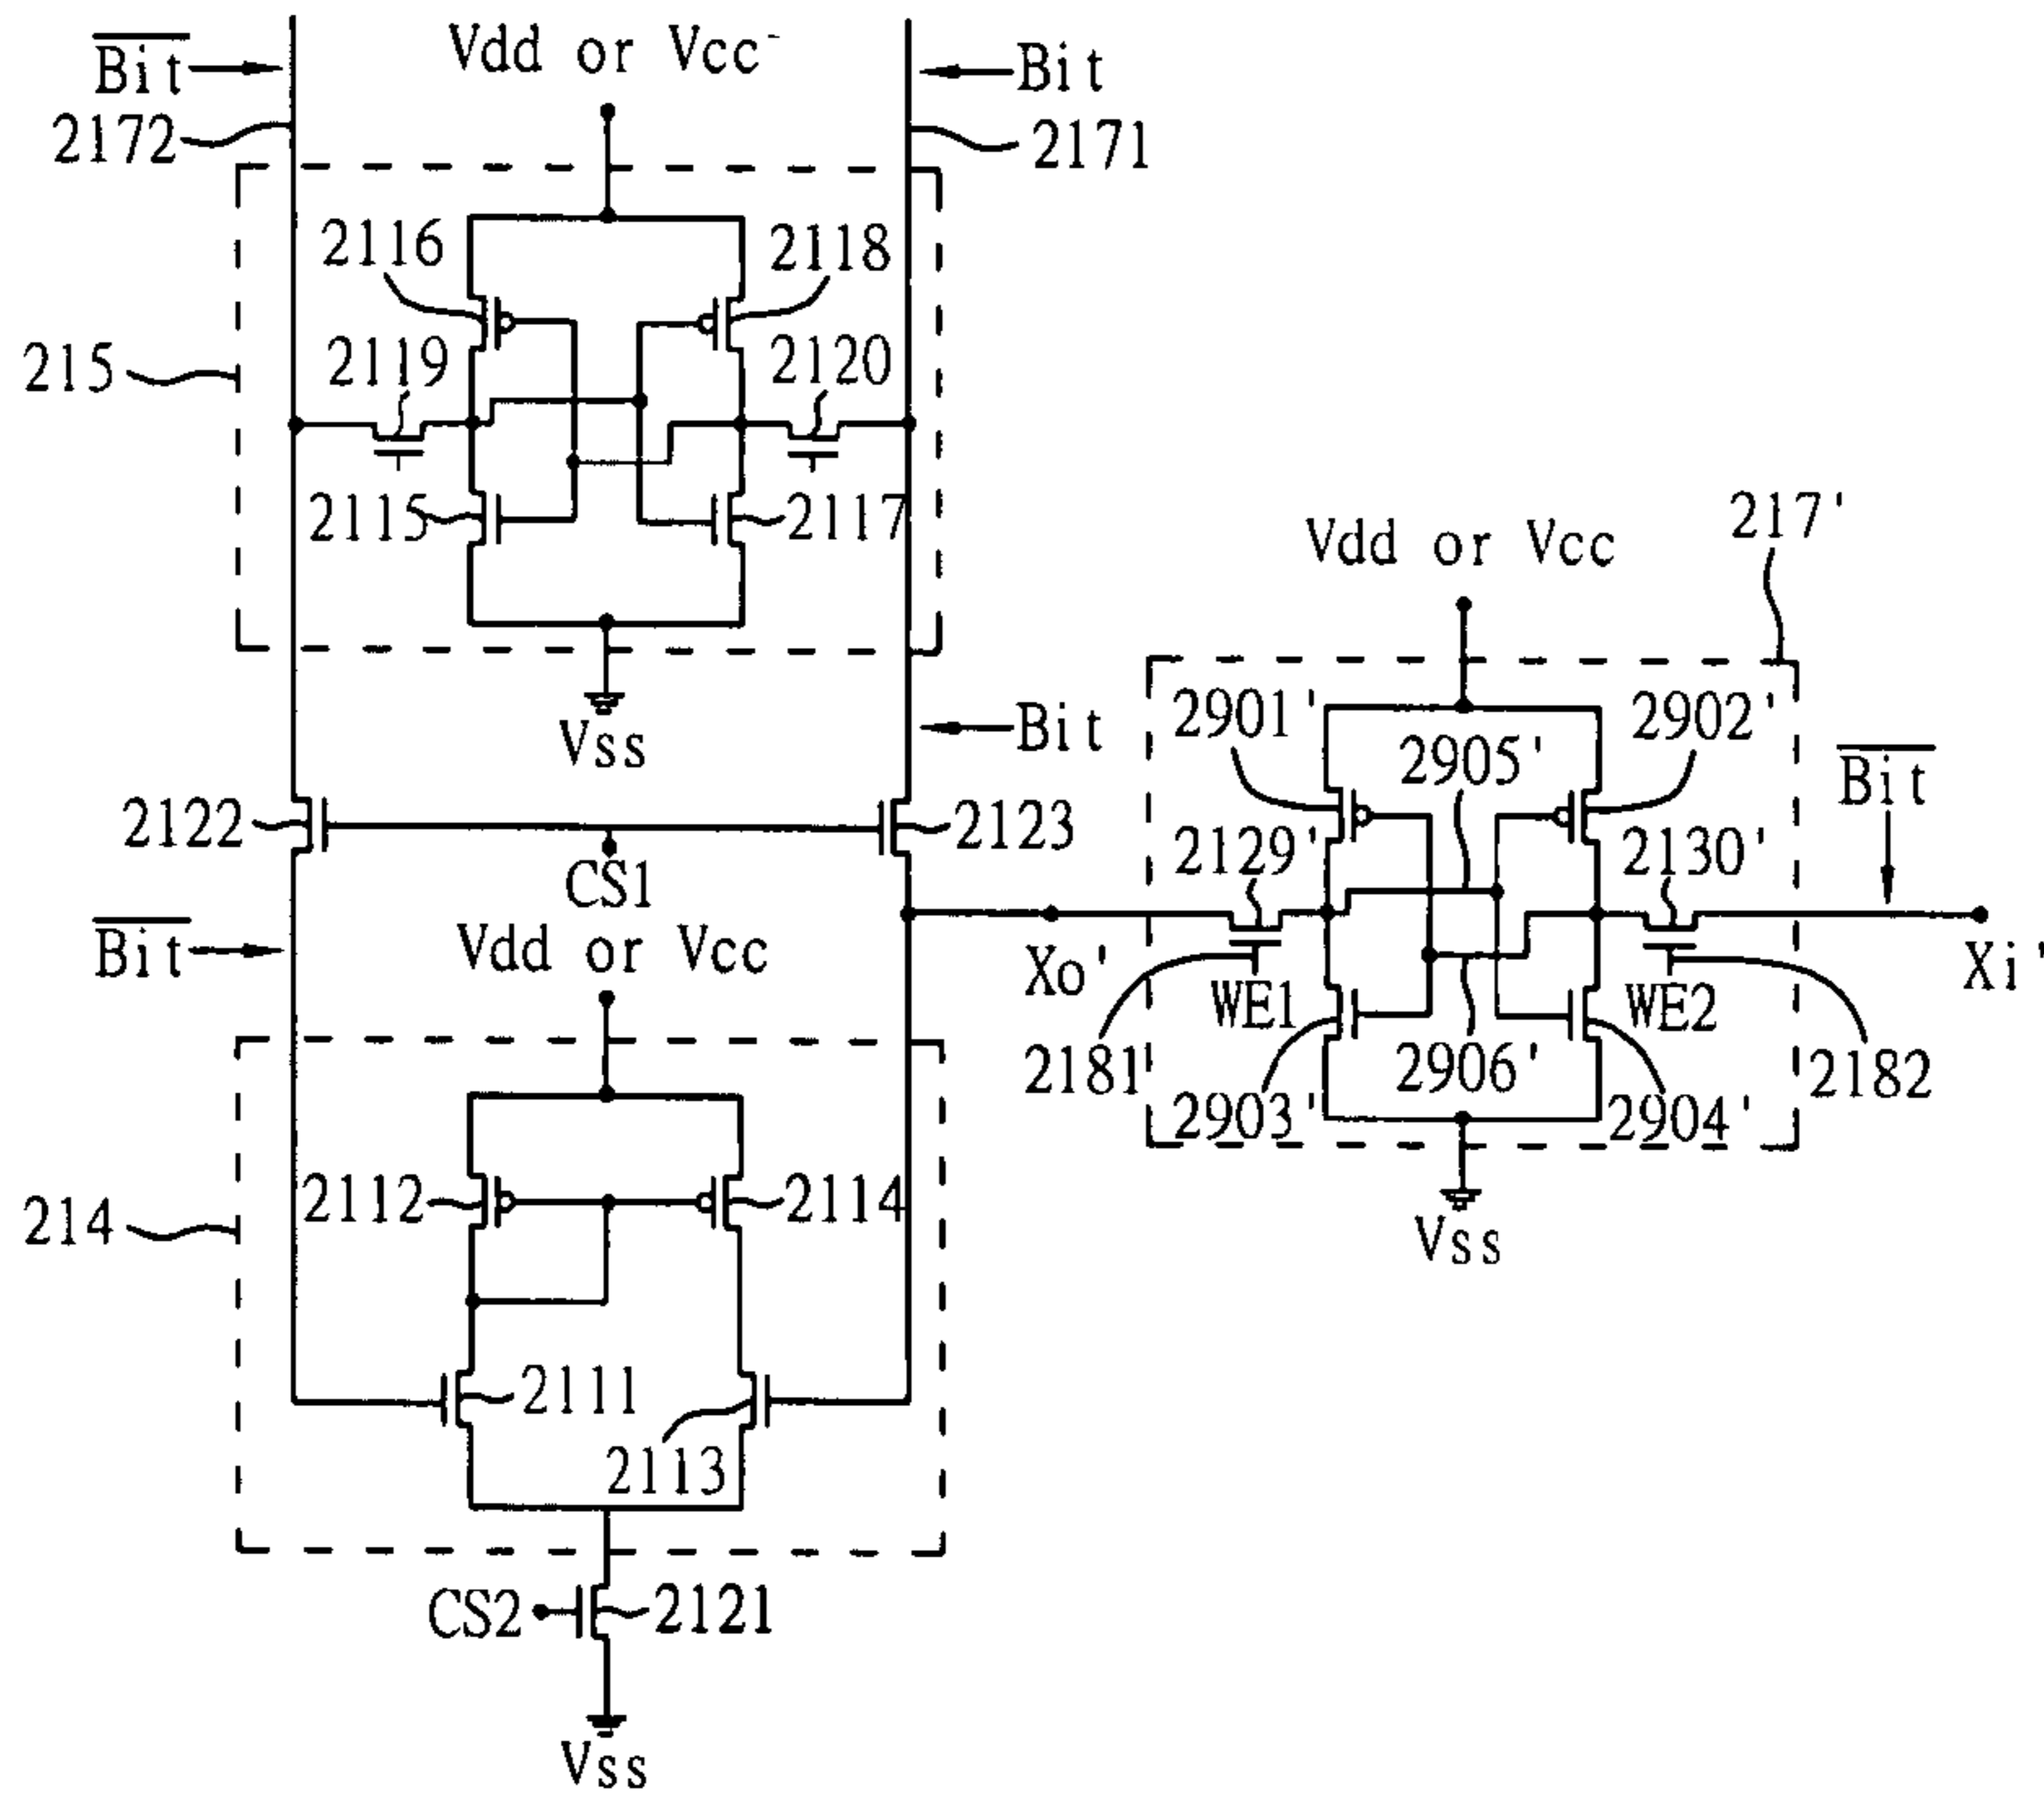 Bit
Vdd or Vcc
Bit
2172
2171
2116
2118
215
2119
2120
2115
2117
217'
Vdd or Vcc
Vss
Bit
2901'
2902'
2905'
Bit
2122
2123
2129'
2130'
CS1
Bit
Vdd or Vcc
Xo'
WE1
WE2
Xi'
2181
2906'
2182
2903'
2904'
2112
2114
214
Vss
2111
2113
CS2
2121
Vss